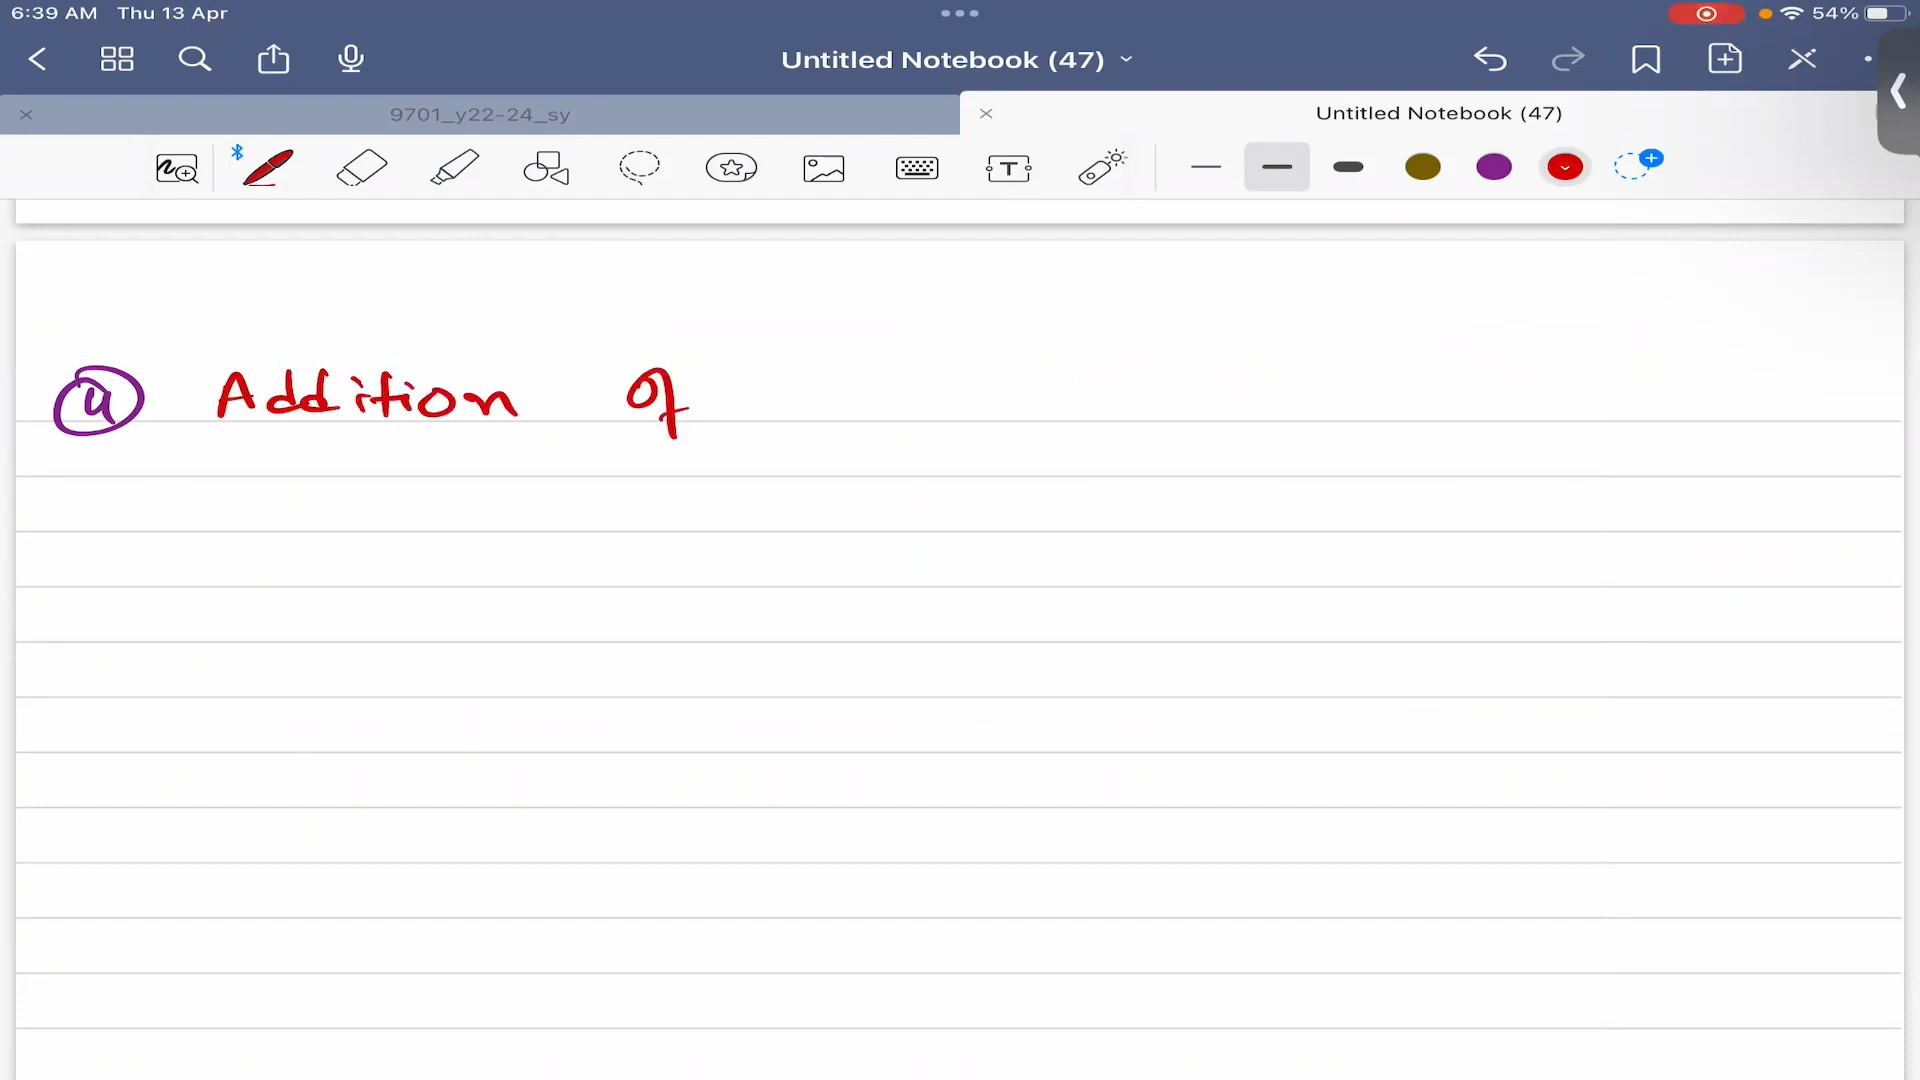 6:39 AM Thu 13 Apr
54%
Untitled Notebook (47)
9701_y22-24_sy
Untitled Notebook (47)
T
Addition of